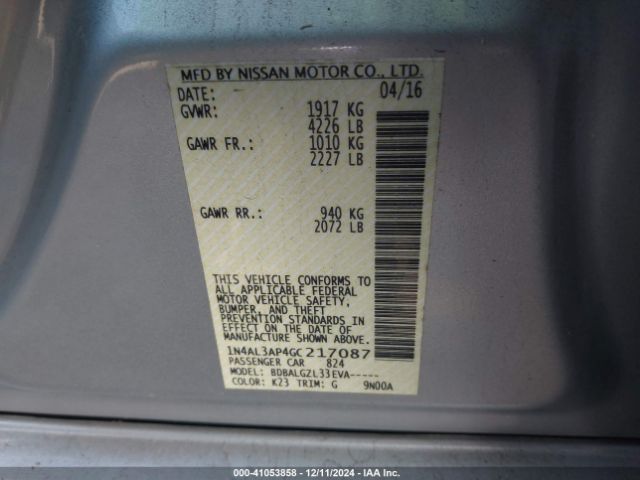 MFD BY NISSAN MOTOR CO., LTD.
DATE: 04/16
GVWR: 1917 KG
4226 LB
GAWR FR.: 1010 KG
2227 LB
GAWR RR.: 940 KG
2072 LB
THIS VEHICLE CONFORMS TO
ALL APPLICABLE FEDERAL
MOTOR VEHICLE SAFETY,
BUMPER, AND THEFT
PREVENTION STANDARDS IN
EFFECT ON THE DATE OF
MANUFACTURE SHOWN ABOVE.
1N4AL3AP4GC217087
PASSENGER CAR 824
MODEL: BDBALGZL33EVA-----
COLOR: K23 TRIM: G 9N00A
000-41053858 - 12/11/2024 - IAA Inc.